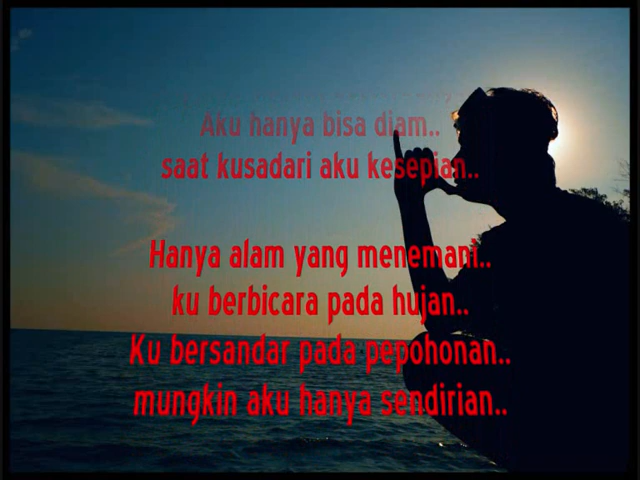 Aku hanya bisa diam..
saat kusadari aku kesepian..
Hanya alam yang menemani..
ku berbicara pada hujan..
Ku bersandar pada pepohonan..
mungkin aku hanya sendirian..